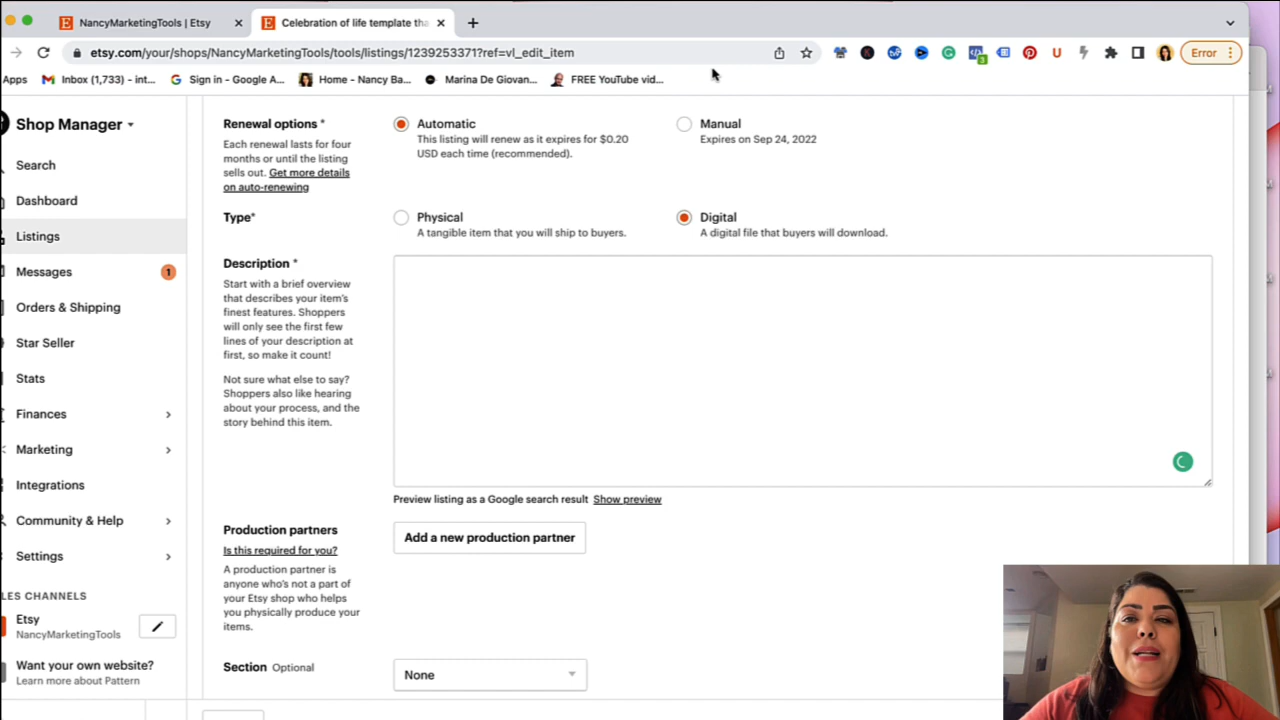 NancyMarketingTools | Etsy
Celebration of life template tha
etsy.com/your/shops/NancyMarketingTools/tools/listings/1239253371?ref=vl_edit_item
3
Error
Apps
Inbox (1,733) - int...
Sign in - Google A...
Home - Nancy Ba...
Marina De Giovan...
FREE YouTube vid...
Shop Manager
Search
Dashboard
Listings
Messages
1
Orders & Shipping
Star Seller
Stats
Finances
Marketing
Integrations
Community & Help
Settings
LES CHANNELS
Etsy
NancyMarketingTools
Want your own website?
Learn more about Pattern
Renewal options *
Each renewal lasts for four
months or until the listing
sells out. Get more details
on auto-renewing
Automatic
This listing will renew as it expires for $0.20
USD each time (recommended).
Manual
Expires on Sep 24, 2022
Type*
Physical
A tangible item that you will ship to buyers.
Digital
A digital file that buyers will download.
Description *
Start with a brief overview
that describes your item's
finest features. Shoppers
will only see the first few
lines of your description at
first, so make it count!
Not sure what else to say?
Shoppers also like hearing
about your process, and the
story behind this item.
Preview listing as a Google search result Show preview
Production partners
Is this required for you?
A production partner is
anyone who's not a part of
your Etsy shop who helps
you physically produce your
items.
Add a new production partner
Section Optional
None